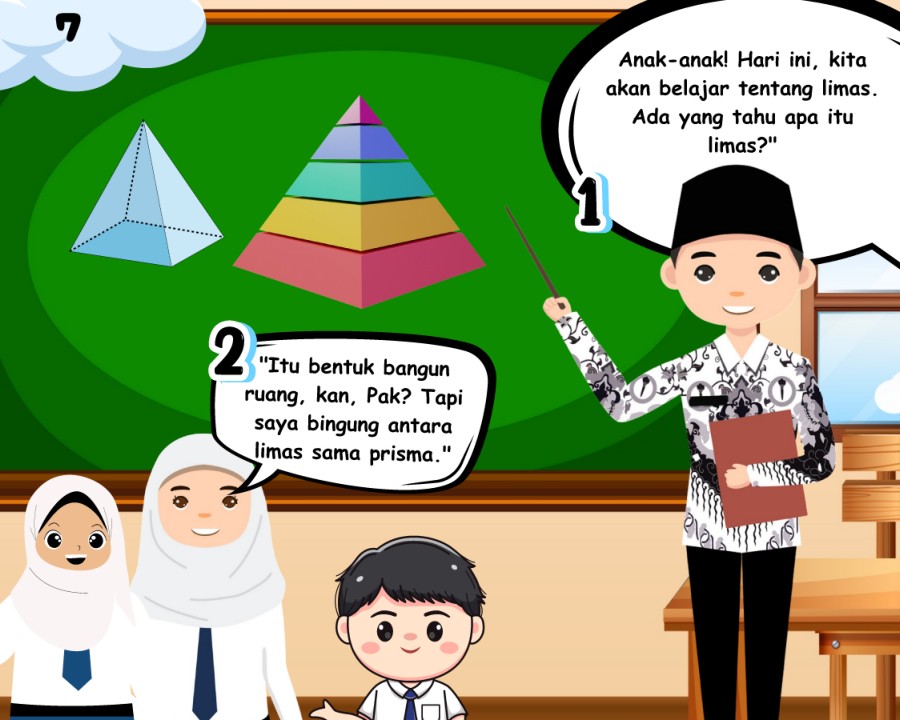 7
Anak-anak! Hari ini, kita
akan belajar tentang limas.
Ada yang tahu apa itu
limas?"
1
2
"Itu bentuk bangun
ruang, kan, Pak? Tapi
saya bingung antara
limas sama prisma."